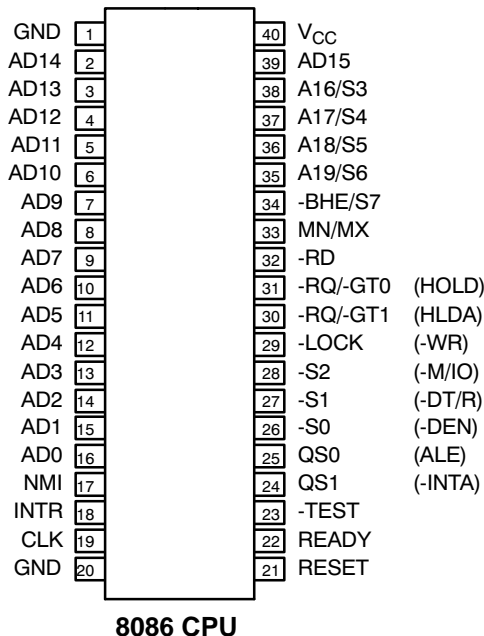 GND 1 40 VCC
AD14 2 39 AD15
AD13 3 38 A16/S3
AD12 4 37 A17/S4
AD11 5 36 A18/S5
AD10 6 35 A19/S6
AD9 7 34 -BHE/S7
AD8 8 33 MN/MX
AD7 9 32 -RD
AD6 10 31 -RQ/-GT0 (HOLD)
AD5 11 30 -RQ/-GT1 (HLDA)
AD4 12 29 -LOCK (-WR)
AD3 13 28 -S2 (-M/IO)
AD2 14 27 -S1 (-DT/R)
AD1 15 26 -S0 (-DEN)
AD0 16 25 QS0 (ALE)
NMI 17 24 QS1 (-INTA)
INTR 18 23 -TEST
CLK 19 22 READY
GND 20 21 RESET
8086 CPU